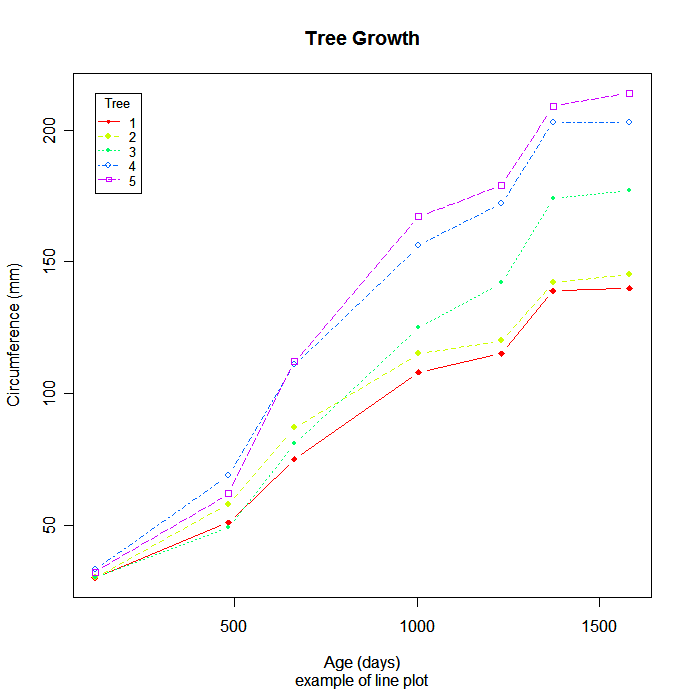 Tree Growth
Tree
1
2
3
4
5
200
150
100
50
Circumference (mm)
500 1000 1500
Age (days)
example of line plot